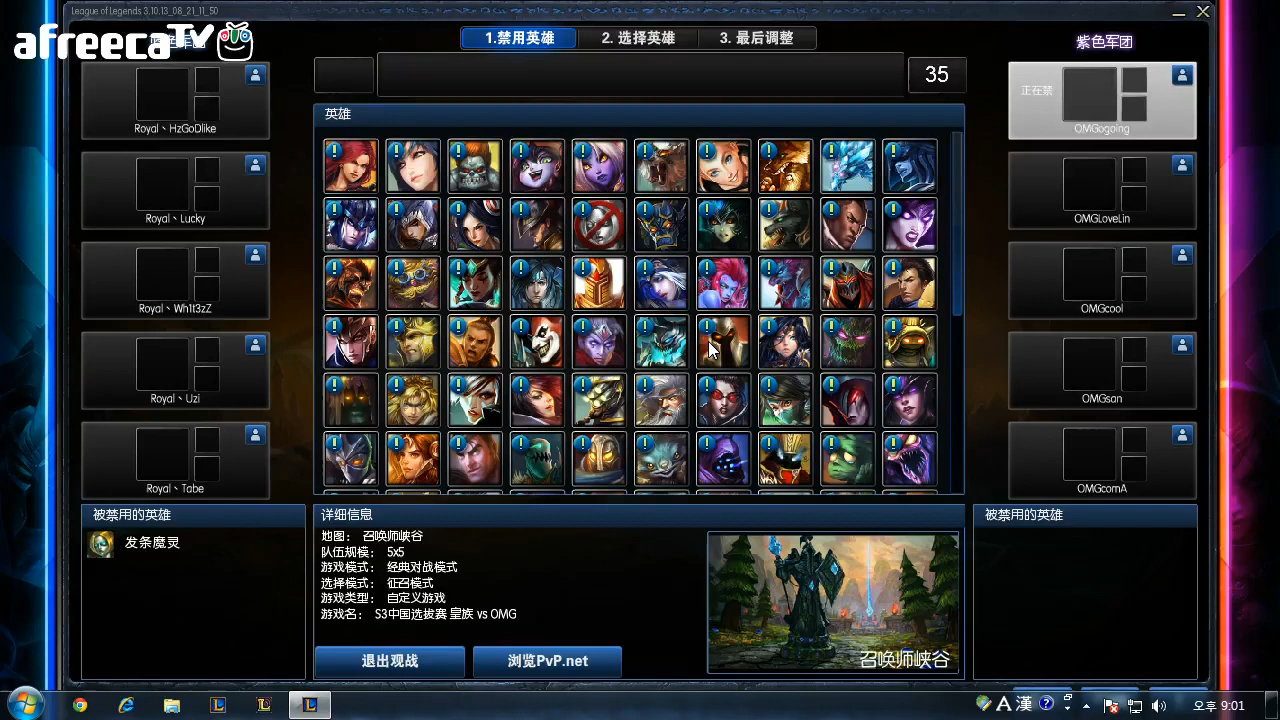 League of Legends 3.10.13_08_21_11_50
afreecaTV
1.禁用英雄
2. 选择英雄
3. 最后调整
紫色军团
35
英雄
Royal丶HzGoDlike
Royal丶Lucky
Royal丶Wh1t3zZ
Royal丶Uzi
Royal丶Tabe
正在禁
OMGgogoing
OMGLoveLin
OMGcool
OMGsan
OMGcomA
被禁用的英雄
发条魔灵
详细信息
地图: 召唤师峡谷
队伍规模: 5x5
游戏模式: 经典对战模式
选择模式: 征召模式
游戏类型: 自定义游戏
游戏名: S3中国选拔赛 皇族 vs OMG
召唤师峡谷
退出观战
浏览PvP.net
被禁用的英雄
A 漢
오후 9:01